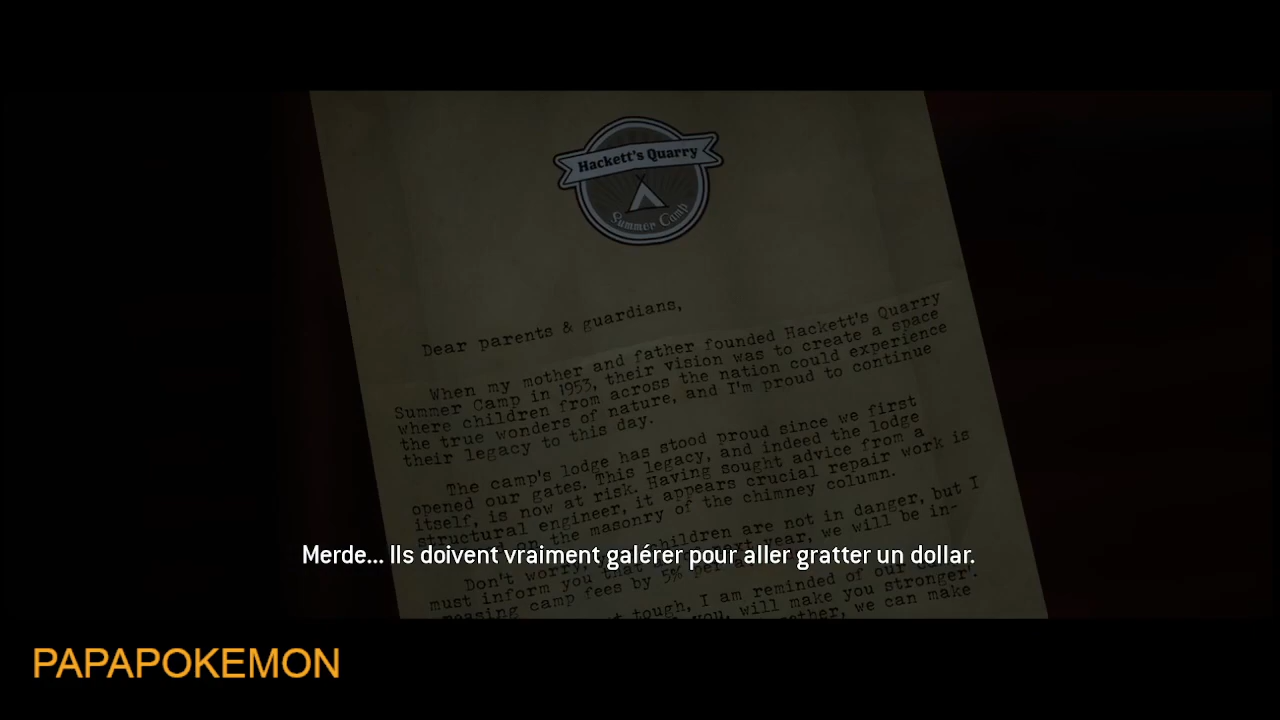 Hackett's Quarry
Summer Camp
Dear parents & guardians,
When my mother and father founded Hackett's Quarry
Summer Camp in 1953, their vision was to create a space
where children from across the nation could experience
the true wonders of nature, and I'm proud to continue
their legacy to this day.
The camp's lodge has stood proud since we first
opened our gates. This legacy, and indeed the lodge
itself, is now at risk. Having sought advice from a
structural engineer, it appears crucial repair work is
on the masonry of the chimney column.
Don't worry, children are not in danger, but I
must inform you that next year, we will be in-
creasing camp fees by 5% per
tough, I am reminded of our
you, will make you stronger.
we can make
Merde... Ils doivent vraiment galérer pour aller gratter un dollar.
PAPAPOKEMON